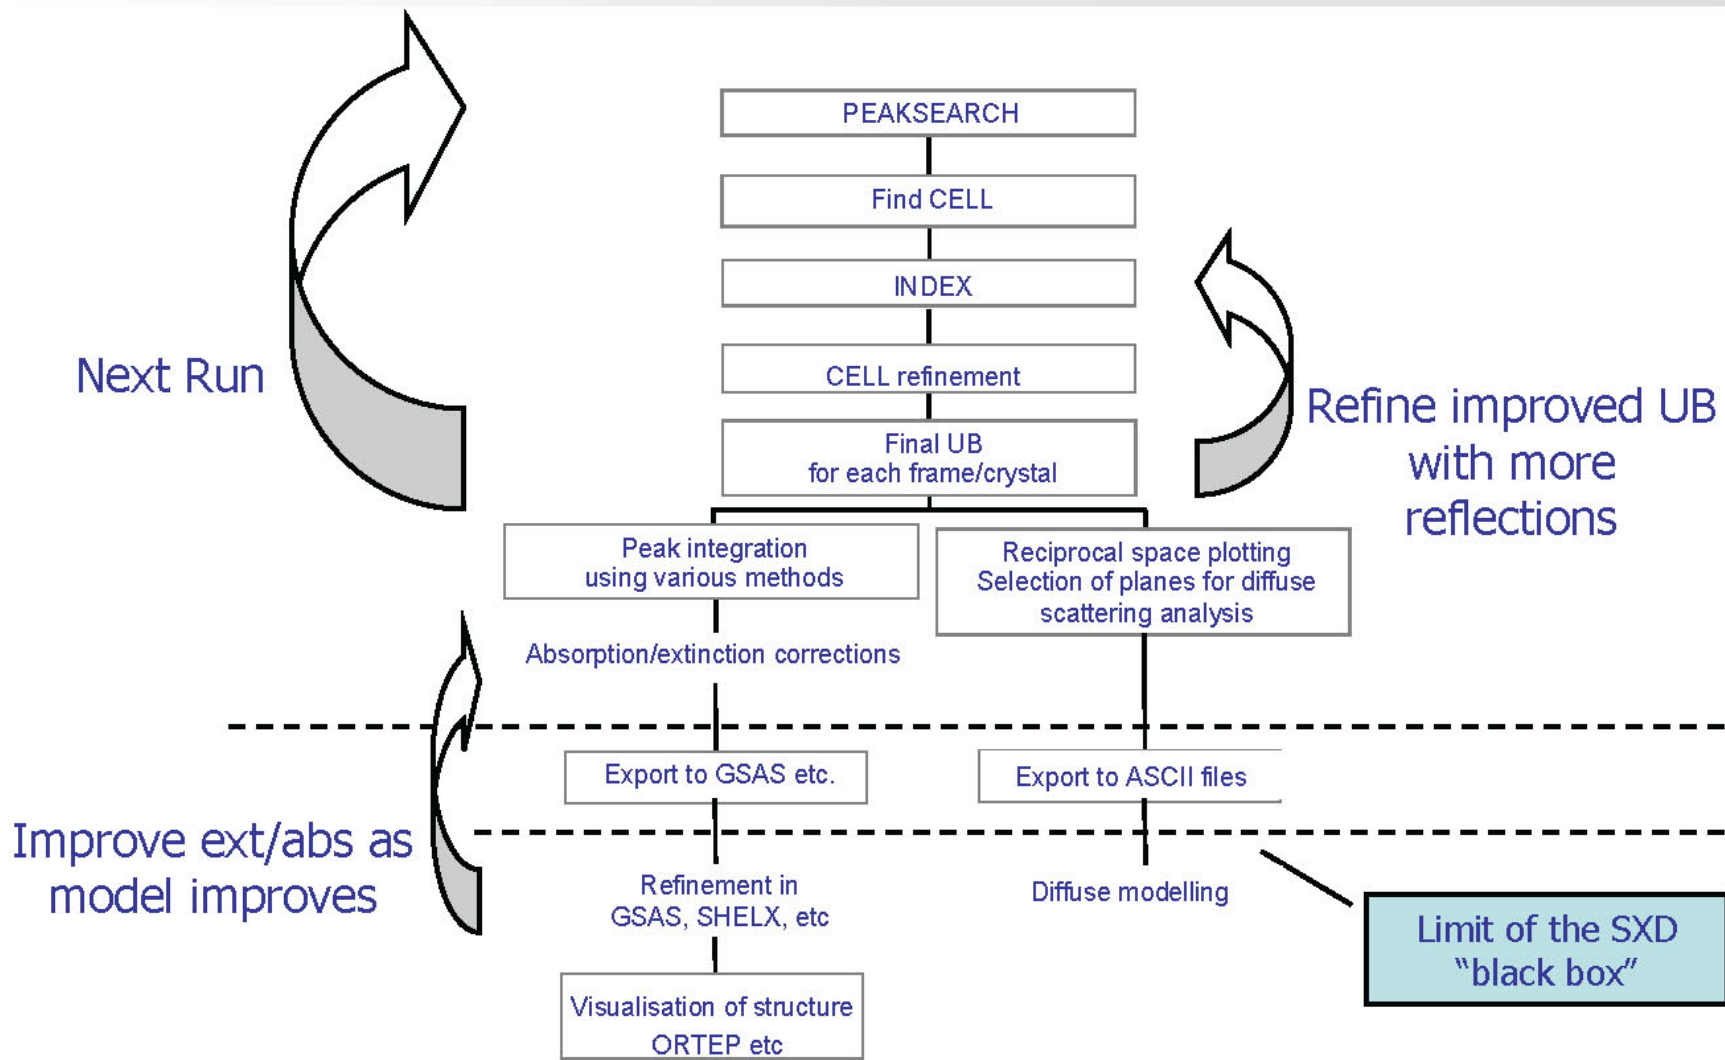 PEAKSEARCH
Find CELL
INDEX
CELL refinement
Final UB
for each frame/crystal
Next Run
Refine improved UB
with more
reflections
Peak integration
using various methods
Reciprocal space plotting
Selection of planes for diffuse
scattering analysis
Absorption/extinction corrections
Export to GSAS etc.
Export to ASCII files
Improve ext/abs as
model improves
Refinement in
GSAS, SHELX, etc
Diffuse modelling
Limit of the SXD
“black box”
Visualisation of structure
ORTEP etc